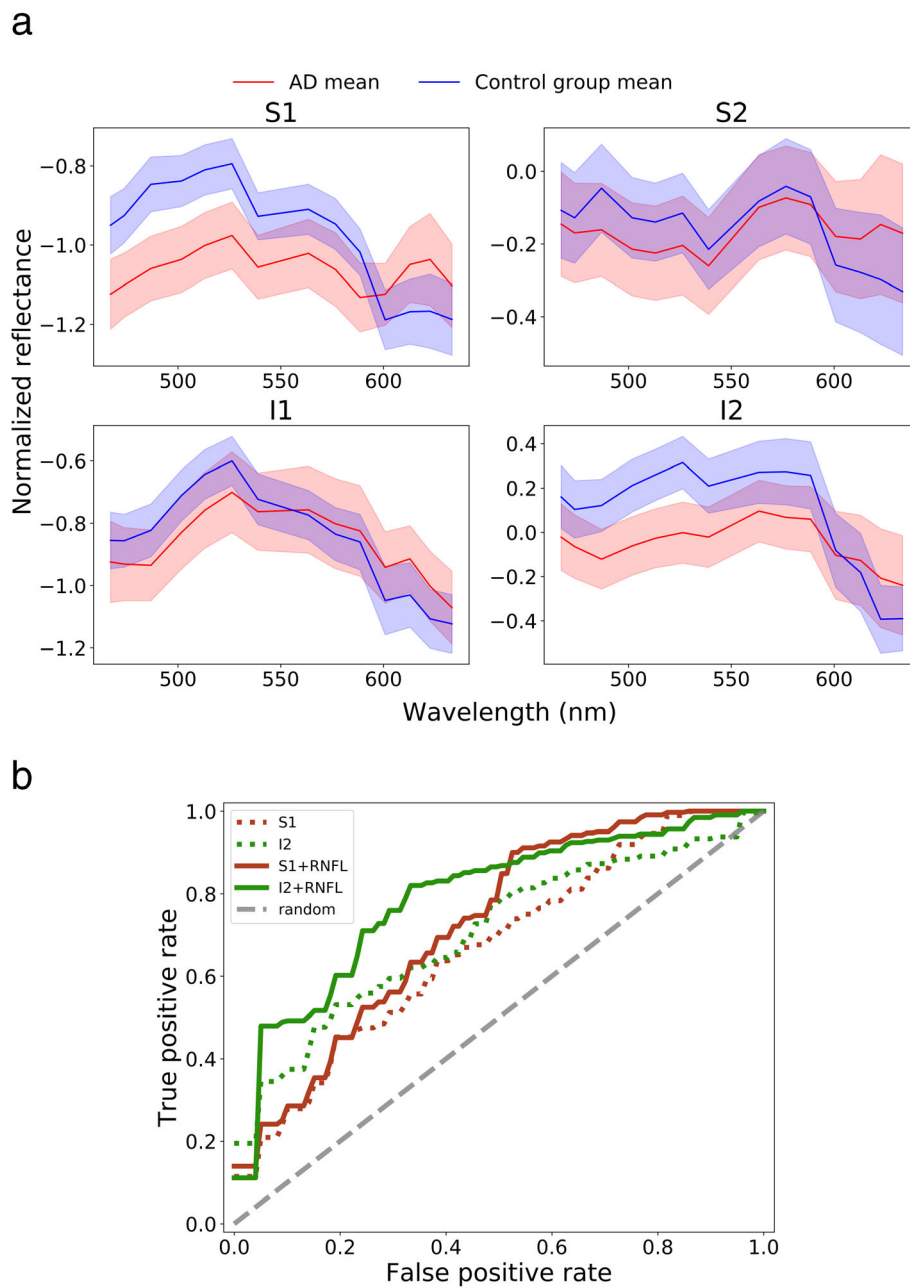 a
AD mean Control group mean
S1 S2
−0.8
−1.0
−1.2
0.0
−0.2
−0.4
500 550 600 500 550 600
I1 I2
−0.6
−0.8
−1.0
−1.2
0.4
0.2
0.0
−0.2
−0.4
500 550 600 500 550 600
Normalized reflectance
Wavelength (nm)
b
1.0
0.8
0.6
0.4
0.2
0.0
S1
I2
S1+RNFL
I2+RNFL
random
True positive rate
0.0 0.2 0.4 0.6 0.8 1.0
False positive rate